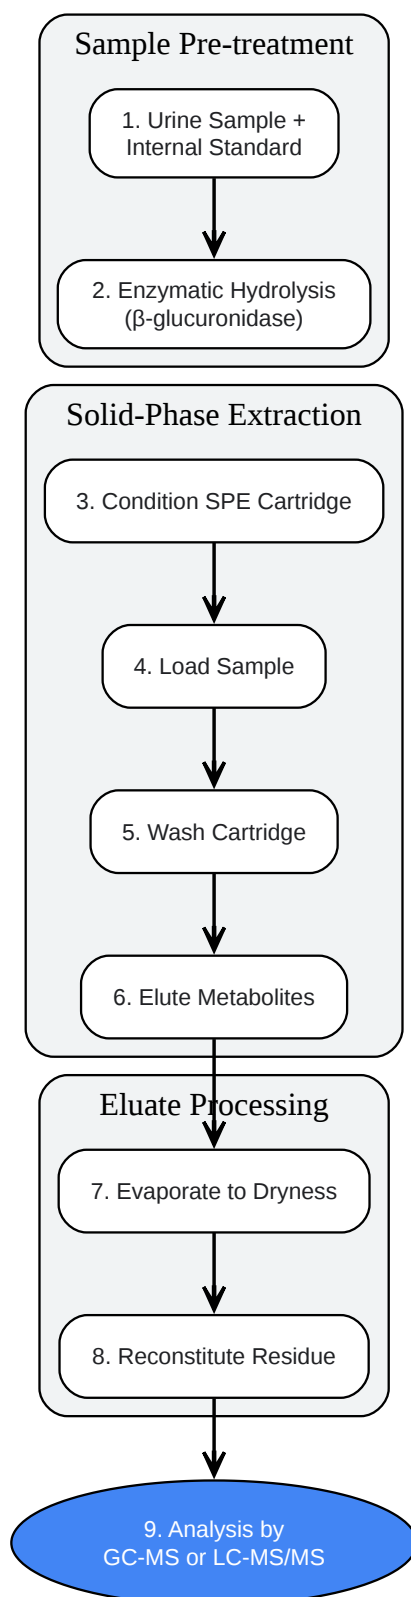 Sample Pre-treatment
1. Urine Sample +
Internal Standard
2. Enzymatic Hydrolysis
(β-glucuronidase)
Solid-Phase Extraction
3. Condition SPE Cartridge
4. Load Sample
5. Wash Cartridge
6. Elute Metabolites
Eluate Processing
7. Evaporate to Dryness
8. Reconstitute Residue
9. Analysis by
GC-MS or LC-MS/MS